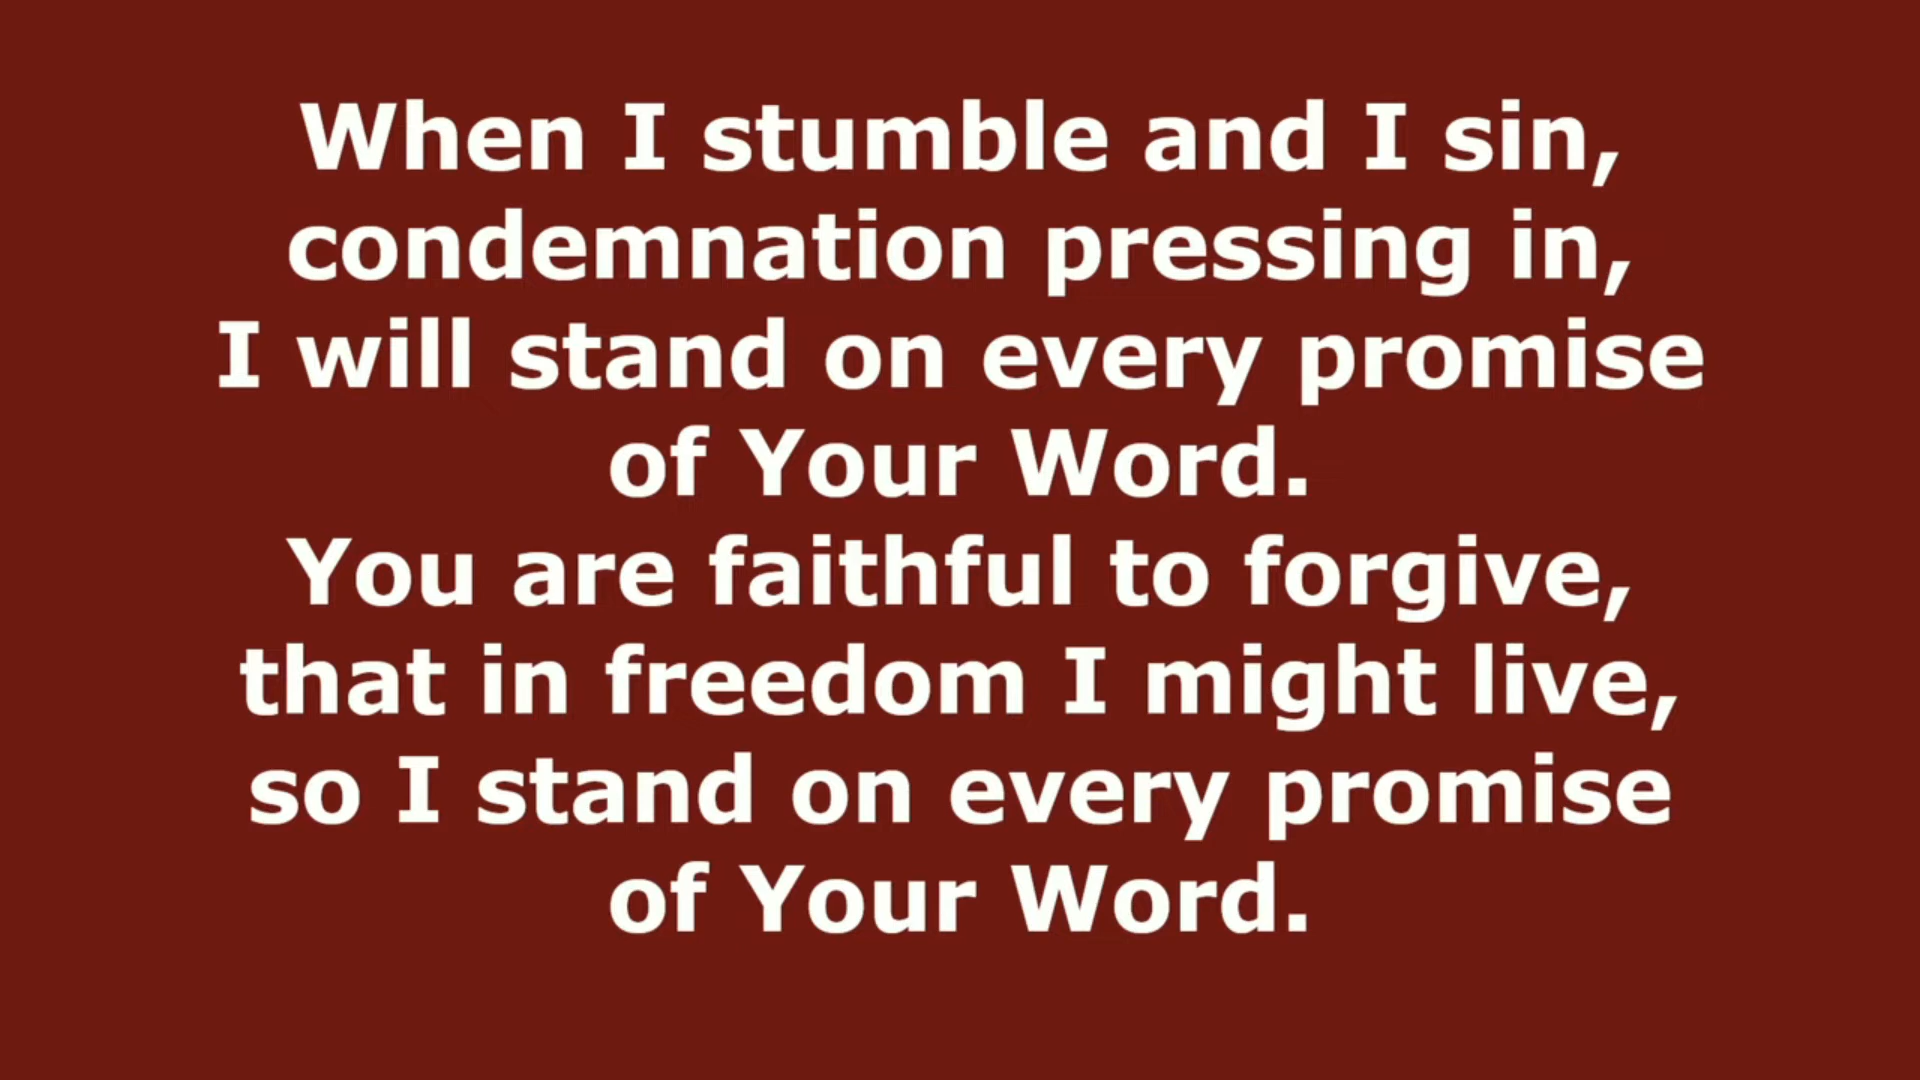 When I stumble and I sin,
condemnation pressing in,
I will stand on every promise
of Your Word.
You are faithful to forgive,
that in freedom I might live,
so I stand on every promise
of Your Word.